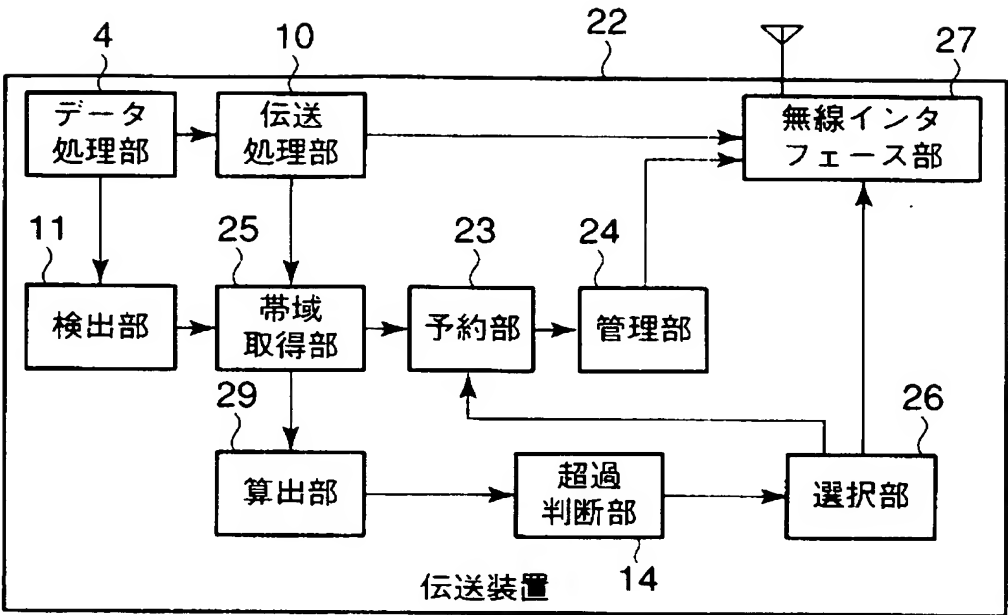 4
10
22
27
データ
処理部
伝送
処理部
無線インタ
フェース部
11
25
23
24
検出部
帯域
取得部
予約部
管理部
29
26
算出部
超過
判断部
選択部
14
伝送装置